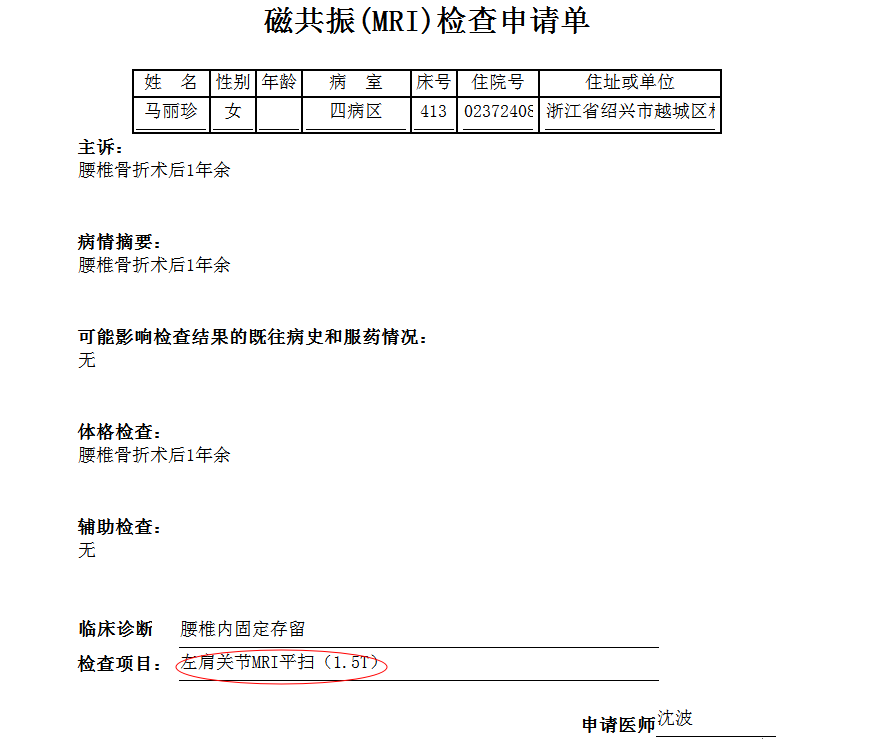 磁共振(MRI)检查申请单
姓 名 性别 年龄 病 室 床号 住院号 住址或单位
马丽珍 女 四病区 413 02372408 浙江省绍兴市越城区
主诉：
腰椎骨折术后1年余
病情摘要：
腰椎骨折术后1年余
可能影响检查结果的既往病史和服药情况：
无
体格检查：
腰椎骨折术后1年余
辅助检查：
无
临床诊断 腰椎内固定存留
检查项目： 左肩关节MRI平扫（1.5T）
申请医师 沈波